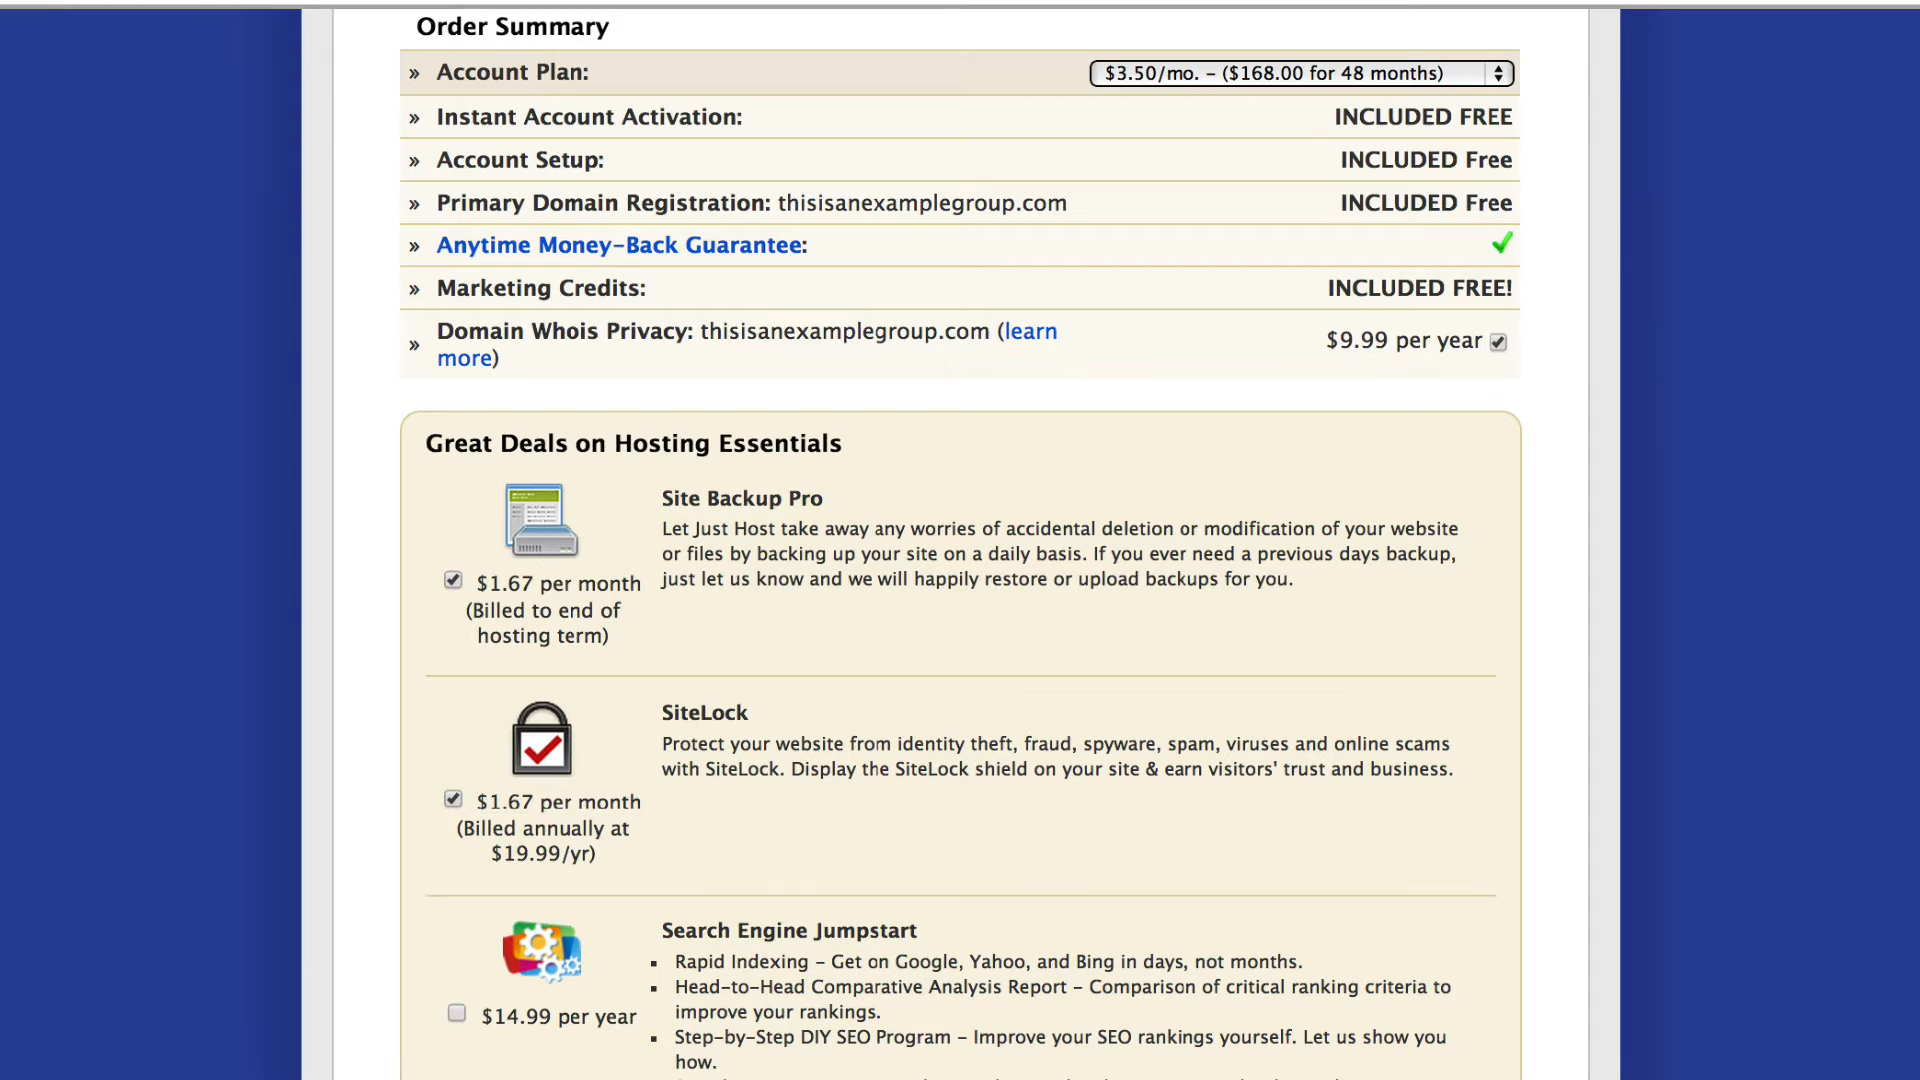 Order Summary
» Account Plan: $3.50/mo. – ($168.00 for 48 months)
» Instant Account Activation: INCLUDED FREE
» Account Setup: INCLUDED Free
» Primary Domain Registration: thisisanexamplegroup.com INCLUDED Free
» Anytime Money-Back Guarantee:
» Marketing Credits: INCLUDED FREE!
» Domain Whois Privacy: thisisanexamplegroup.com (learn
more) $9.99 per year
Great Deals on Hosting Essentials
Site Backup Pro
Let Just Host take away any worries of accidental deletion or modification of your website
or files by backing up your site on a daily basis. If you ever need a previous days backup,
just let us know and we will happily restore or upload backups for you.
$1.67 per month
(Billed to end of
hosting term)
SiteLock
Protect your website from identity theft, fraud, spyware, spam, viruses and online scams
with SiteLock. Display the SiteLock shield on your site & earn visitors' trust and business.
$1.67 per month
(Billed annually at
$19.99/yr)
Search Engine Jumpstart
▪ Rapid Indexing – Get on Google, Yahoo, and Bing in days, not months.
▪ Head-to-Head Comparative Analysis Report – Comparison of critical ranking criteria to
improve your rankings.
▪ Step-by-Step DIY SEO Program – Improve your SEO rankings yourself. Let us show you
how.
$14.99 per year